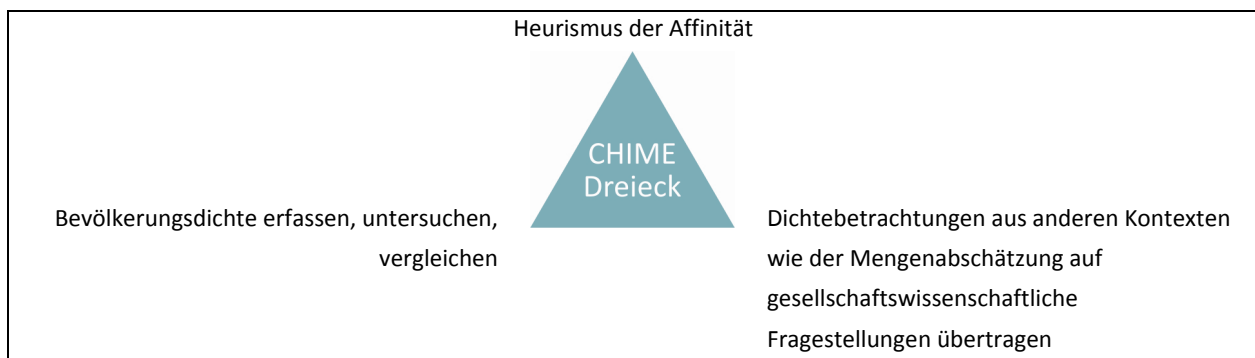 Heurismus der Affinität
CHIME
Dreieck
Bevölkerungsdichte erfassen, untersuchen,
vergleichen
Dichtebetrachtungen aus anderen Kontexten
wie der Mengenabschätzung auf
gesellschaftswissenschaftliche
Fragestellungen übertragen